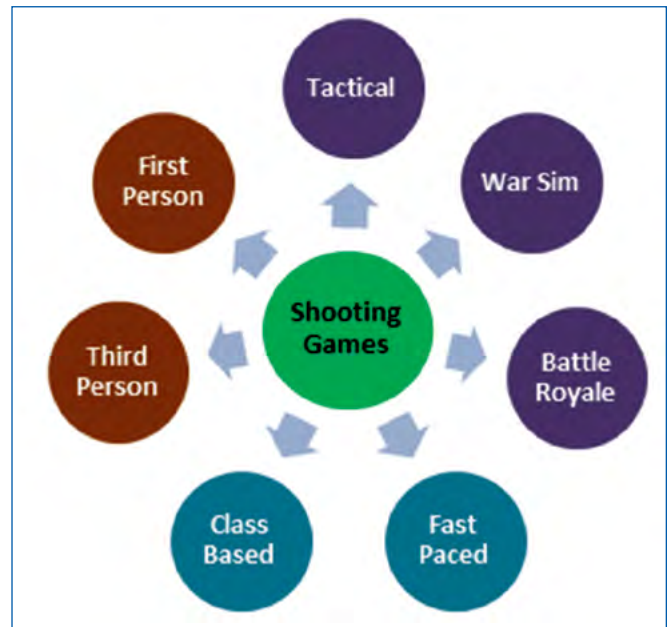 Tactical
War Sim
Battle
Royale
Fast
Paced
Class
Based
Third
Person
First
Person
Shooting
Games